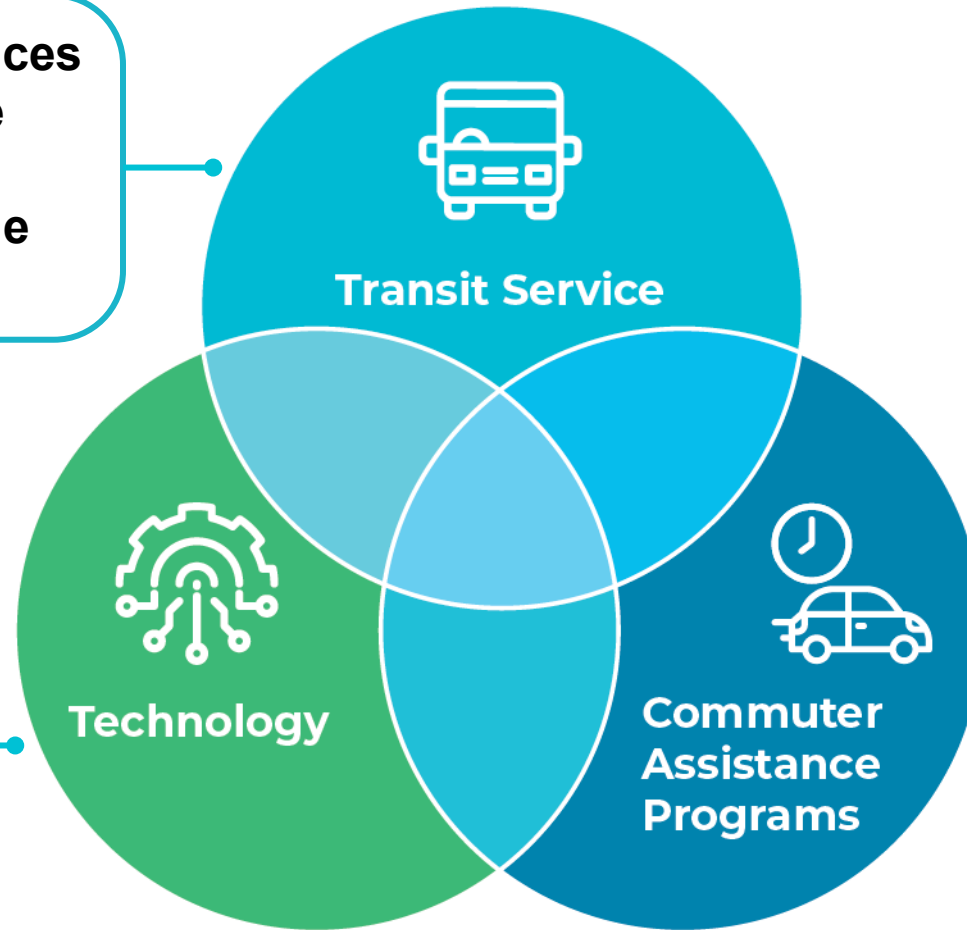 ces
e
e
Transit Service
Technology
Commuter
Assistance
Programs